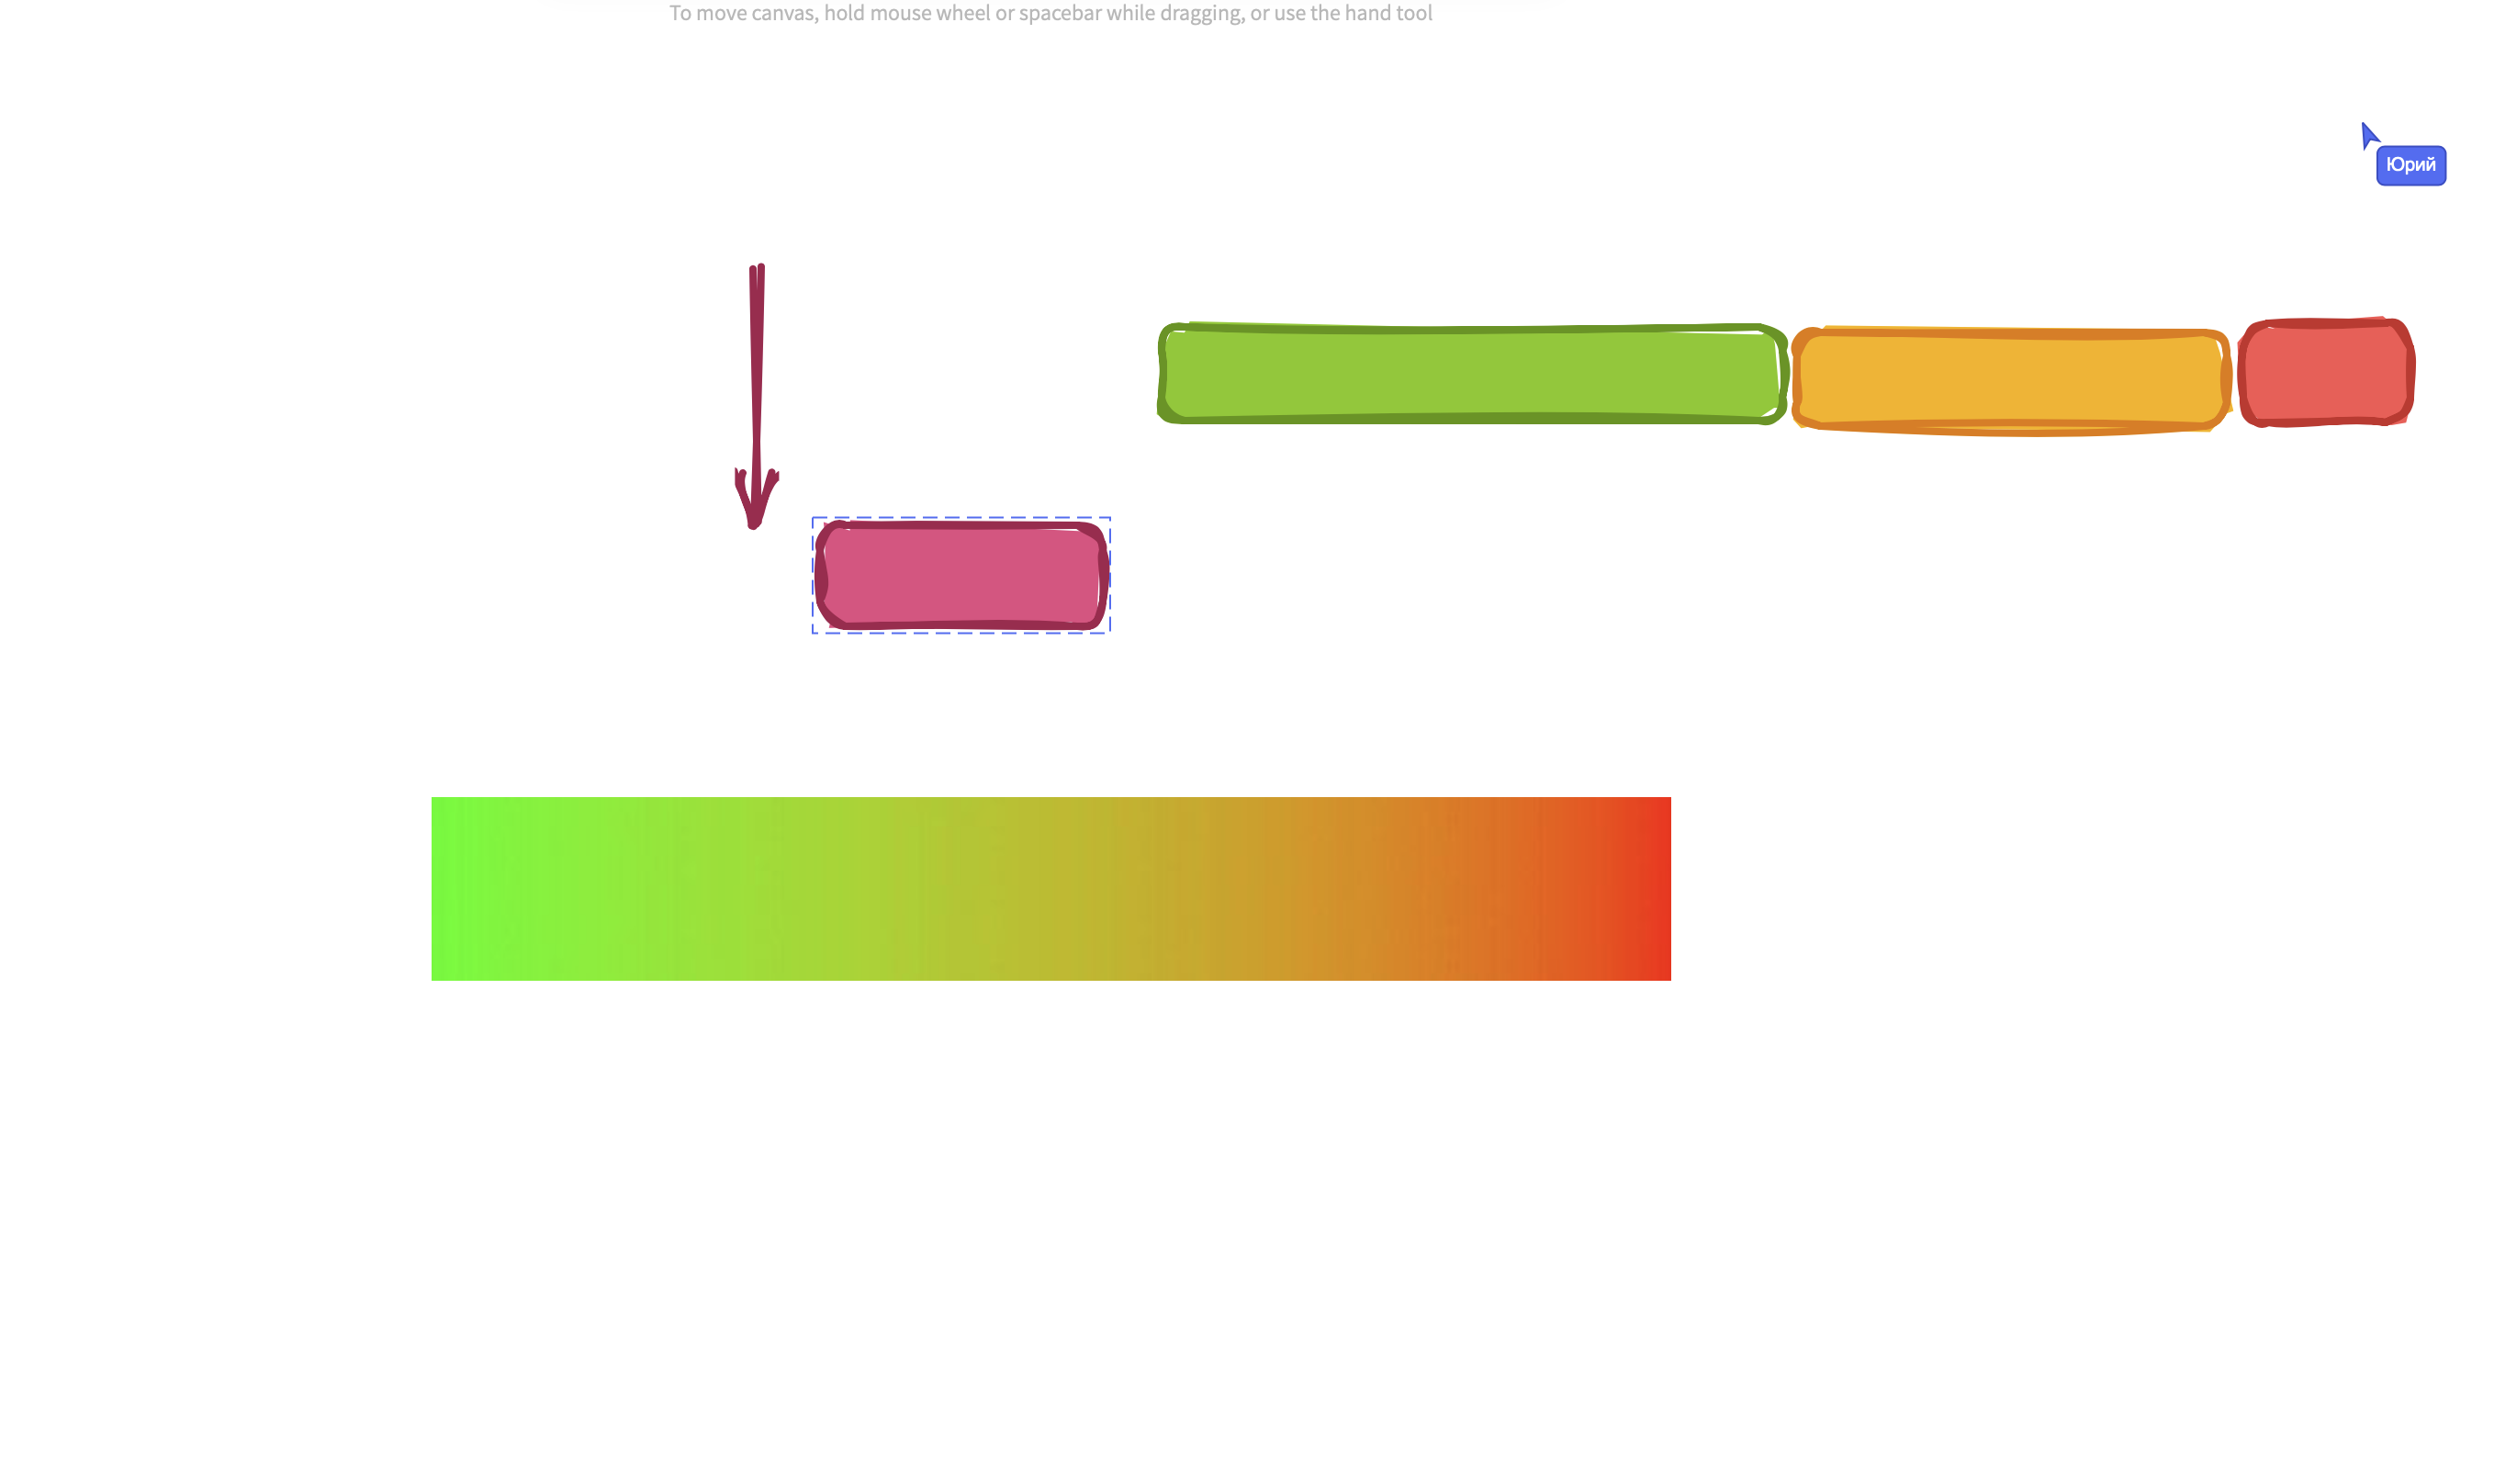 To move canvas, hold mouse wheel or spacebar while dragging, or use the hand tool
Юрий